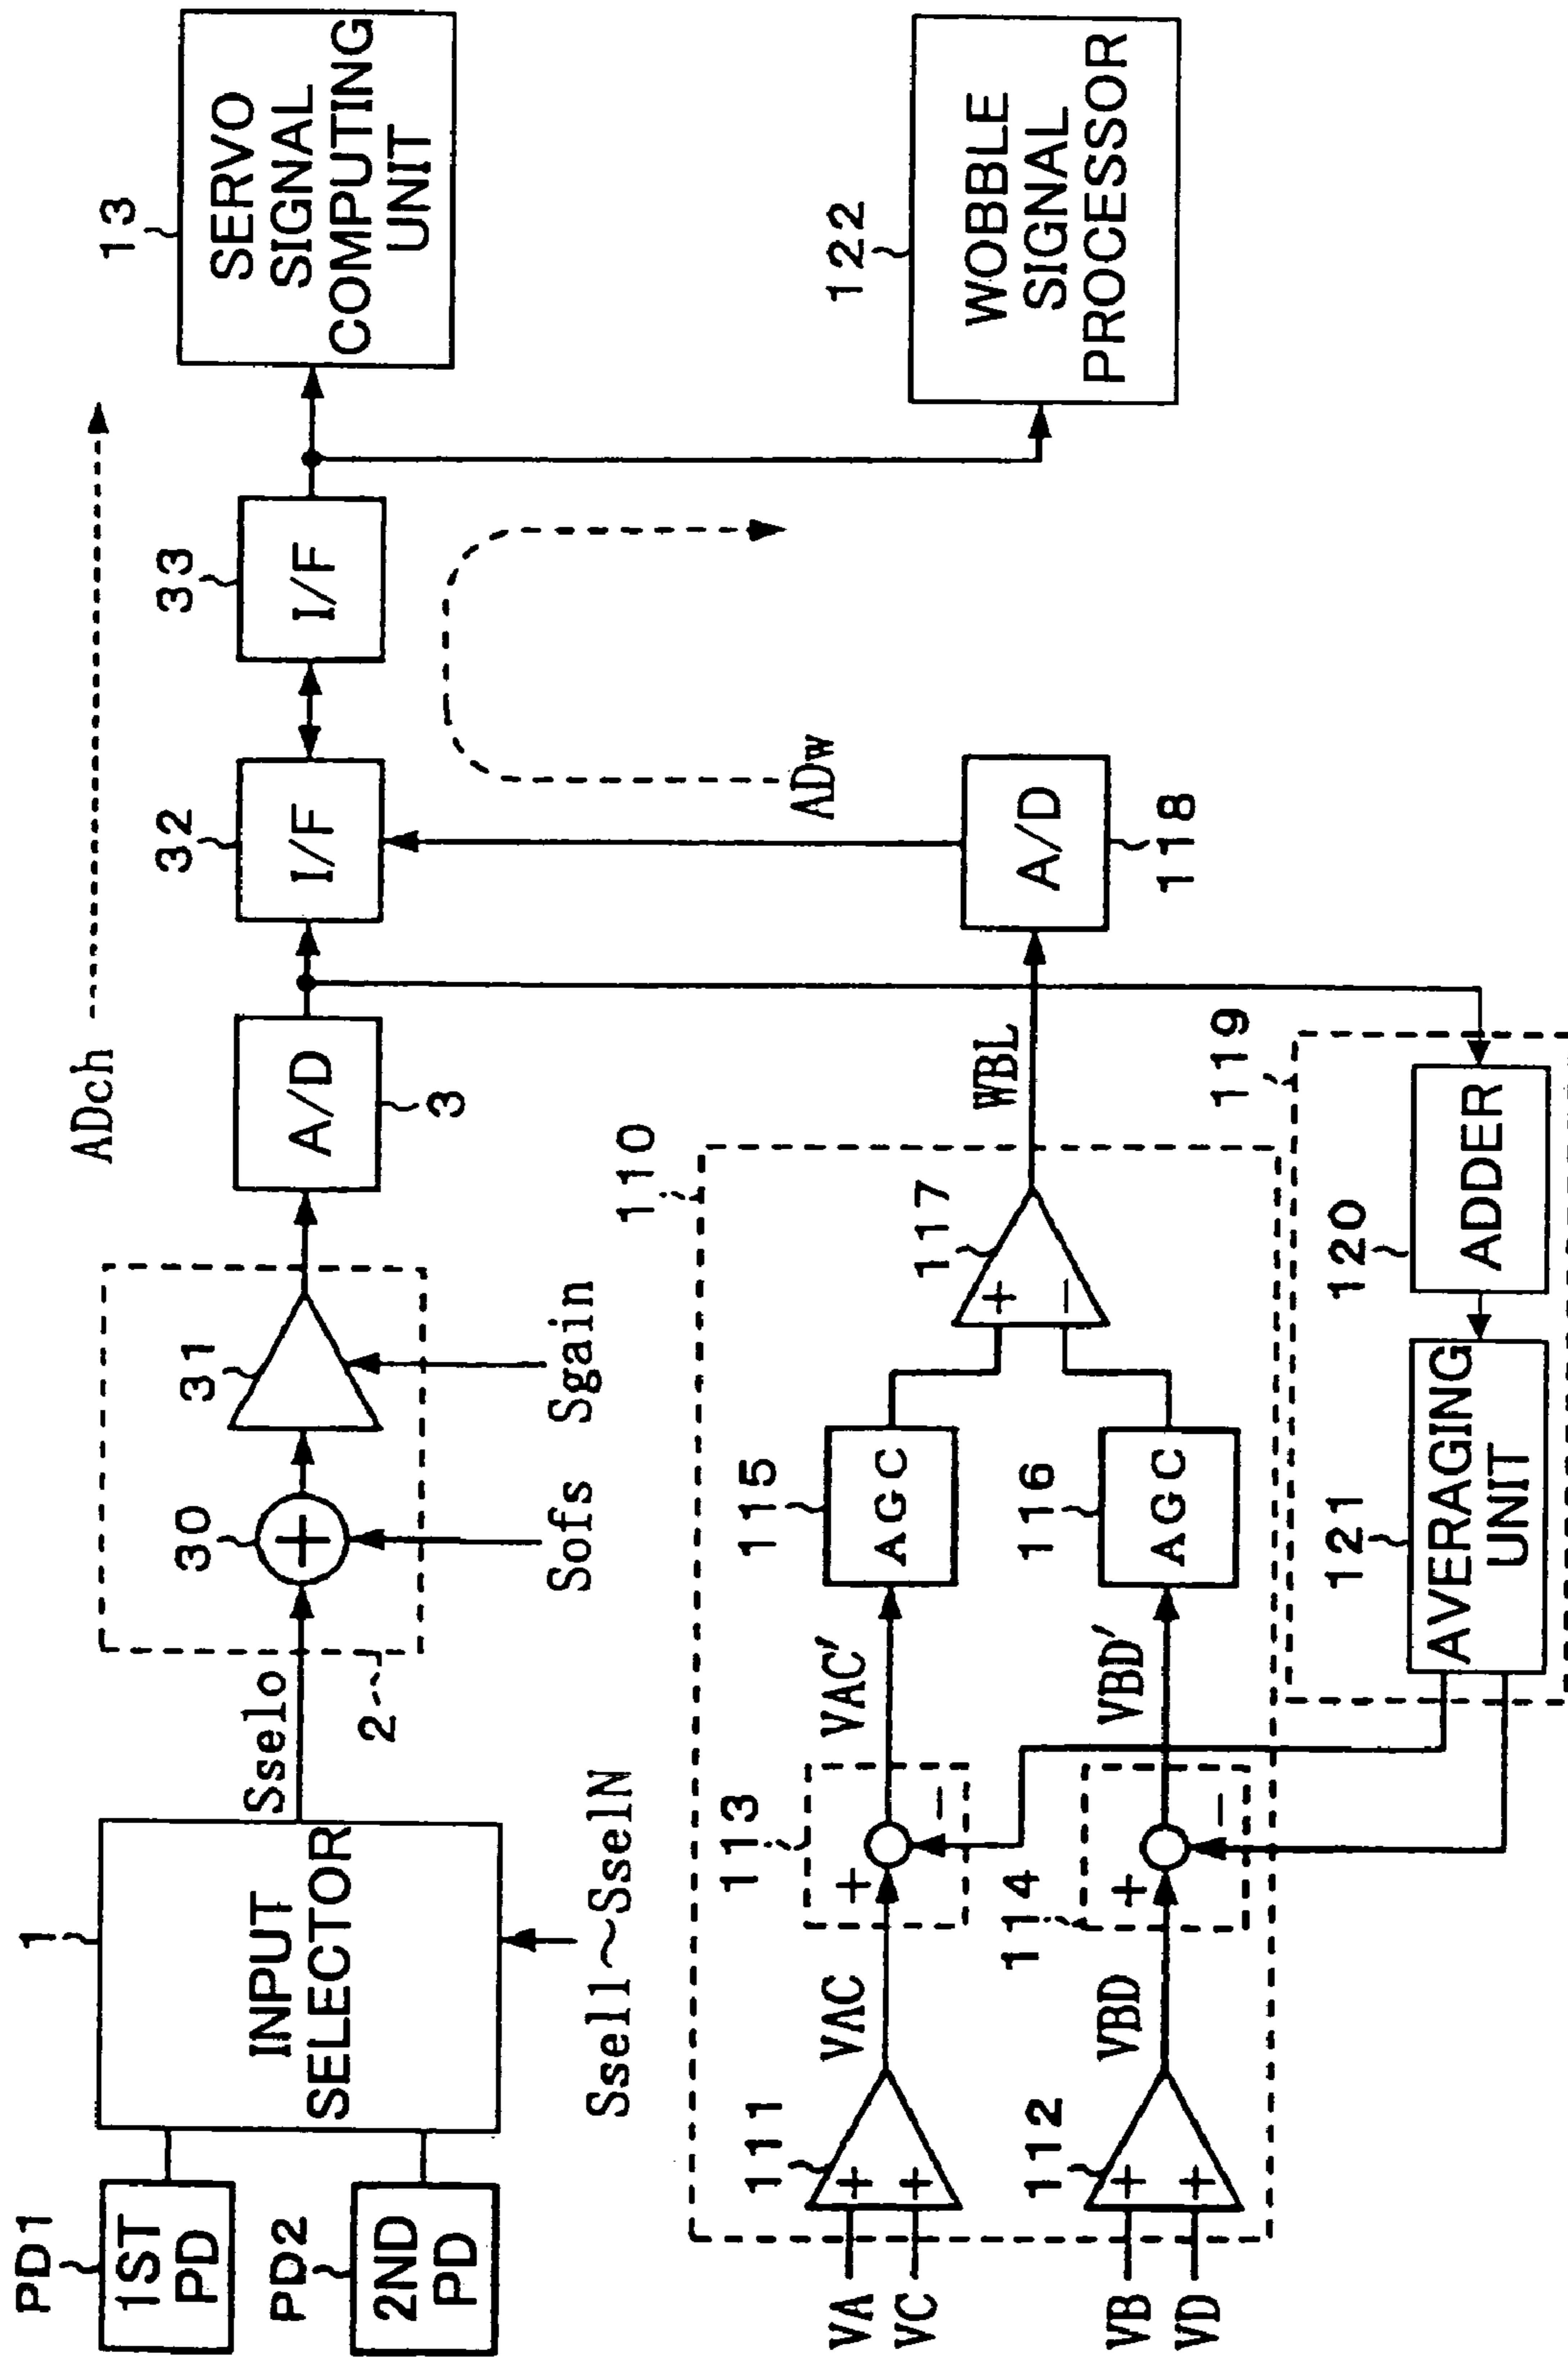 PD1
1ST
PD
PD2
2ND
PD
1
INPUT
SELECTOR
Ssel1~SselN
Sselo
2
30
Sofs
31
Sgain
A/D
3
ADch
32
I/F
33
I/F
13
SERVO
SIGNAL
COMPUTING
UNIT
122
WOBBLE
SIGNAL
PROCESSOR
ADw
A/D
118
WBL
110
VA
VC
111
+
+
VAC
113
+
−
VAC'
115
AGC
117
+
−
VB
VD
112
+
+
VBD
114
+
−
VBD'
116
AGC
119
120
ADDER
121
AVERAGING
UNIT